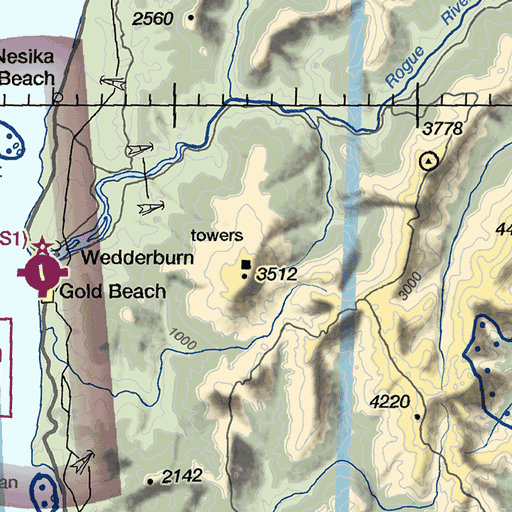 2560
Nesika
Beach
Rogue River
3778
S1)
towers
Wedderburn
3512
Gold Beach
3000
1000
4220
2142